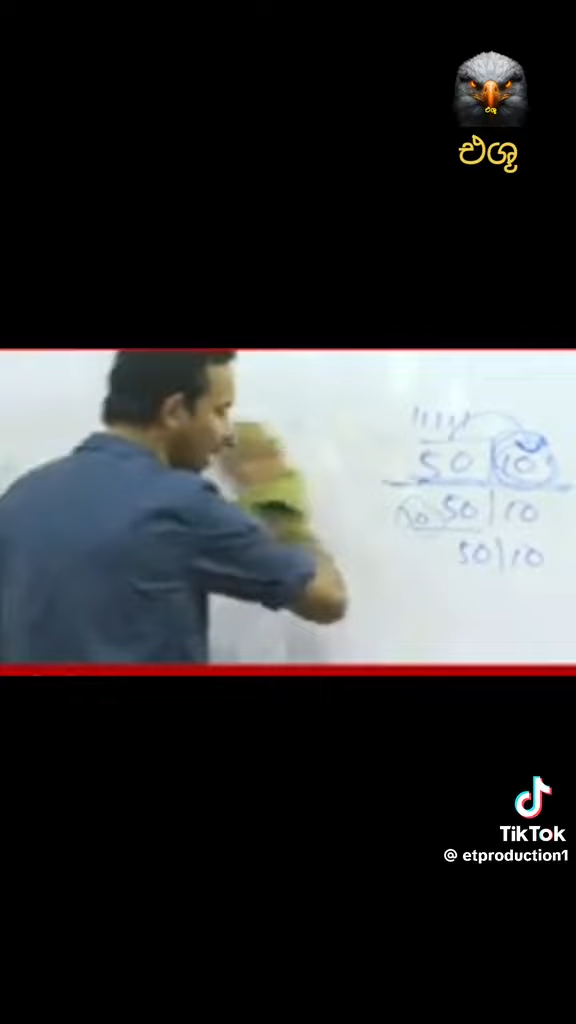 එශූ
50 | 10
50 | 10
50 | 10
TikTok
@ etproduction1